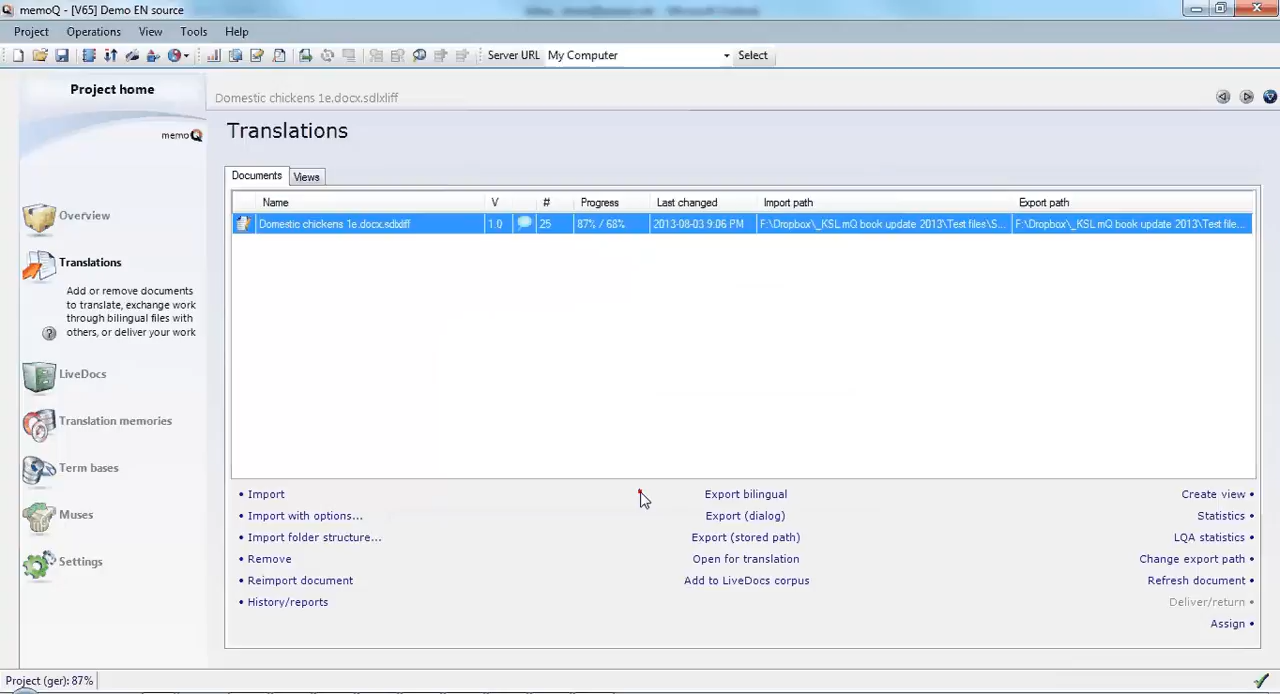 memoQ - [V65] Demo EN source
Project Operations View Tools Help
Server URL My Computer Select
Project home
Domestic chickens 1e.docx.sdlxliff
memoQ
Translations
Documents Views
Name V # Progress Last changed Import path Export path
Domestic chickens 1e.docx.sdlxliff 1.0 25 87% / 68% 2013-08-03 9:06 PM F:\Dropbox\_KSL mQ book update 2013\Test files\S... F:\Dropbox\_KSL mQ book update 2013\Test file...
Overview
Translations
Add or remove documents
to translate, exchange work
through bilingual files with
others, or deliver your work
LiveDocs
Translation memories
Term bases
Muses
Settings
Import Export bilingual Create view
Import with options... Export (dialog) Statistics
Import folder structure... Export (stored path) LQA statistics
Remove Open for translation Change export path
Reimport document Add to LiveDocs corpus Refresh document
History/reports Deliver/return
Assign
Project (ger): 87%